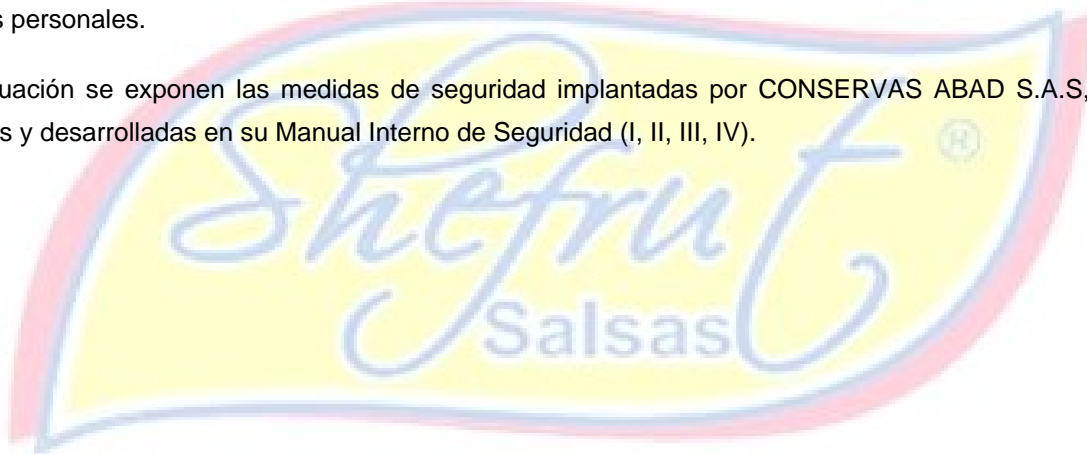 s personales.
uación se exponen las medidas de seguridad implantadas por CONSERVAS ABAD S.A.S,
s y desarrolladas en su Manual Interno de Seguridad (I, II, III, IV).
Shefrut ®
Salsas